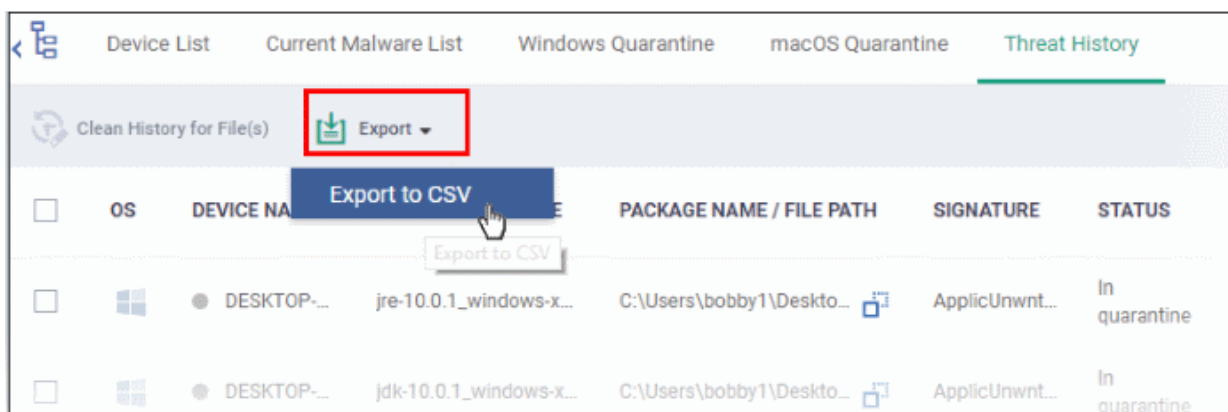 Device List Current Malware List Windows Quarantine macOS Quarantine Threat History
Clean History for File(s) Export
Export to CSV
OS DEVICE NA E PACKAGE NAME / FILE PATH SIGNATURE STATUS
Export to CSV
DESKTOP-... jre-10.0.1_windows-x... C:\Users\bobby1\Deskto... ApplicUnwnt... In
quarantine
DESKTOP-... jdk-10.0.1_windows-x... C:\Users\bobby1\Deskto... ApplicUnwnt... In
quarantine